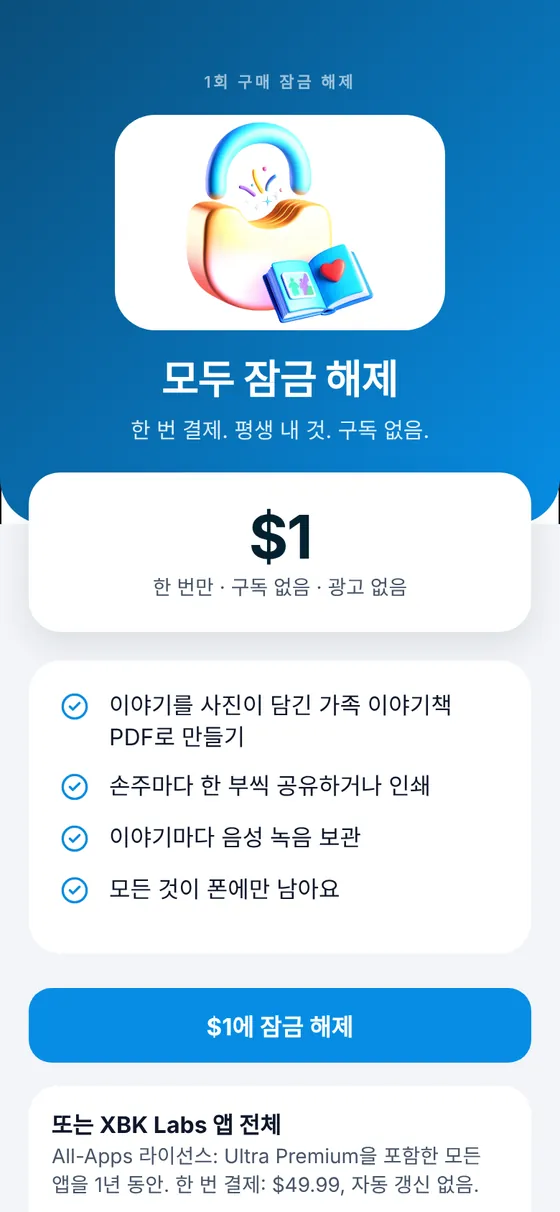 1회 구매 잠금 해제
모두 잠금 해제
한 번 결제. 평생 내 것. 구독 없음.
$1
한 번만 · 구독 없음 · 광고 없음
이야기를 사진이 담긴 가족 이야기책
PDF로 만들기
손주마다 한 부씩 공유하거나 인쇄
이야기마다 음성 녹음 보관
모든 것이 폰에만 남아요
$1에 잠금 해제
또는 XBK Labs 앱 전체
All-Apps 라이선스: Ultra Premium을 포함한 모든
앱을 1년 동안. 한 번 결제: $49.99, 자동 갱신 없음.